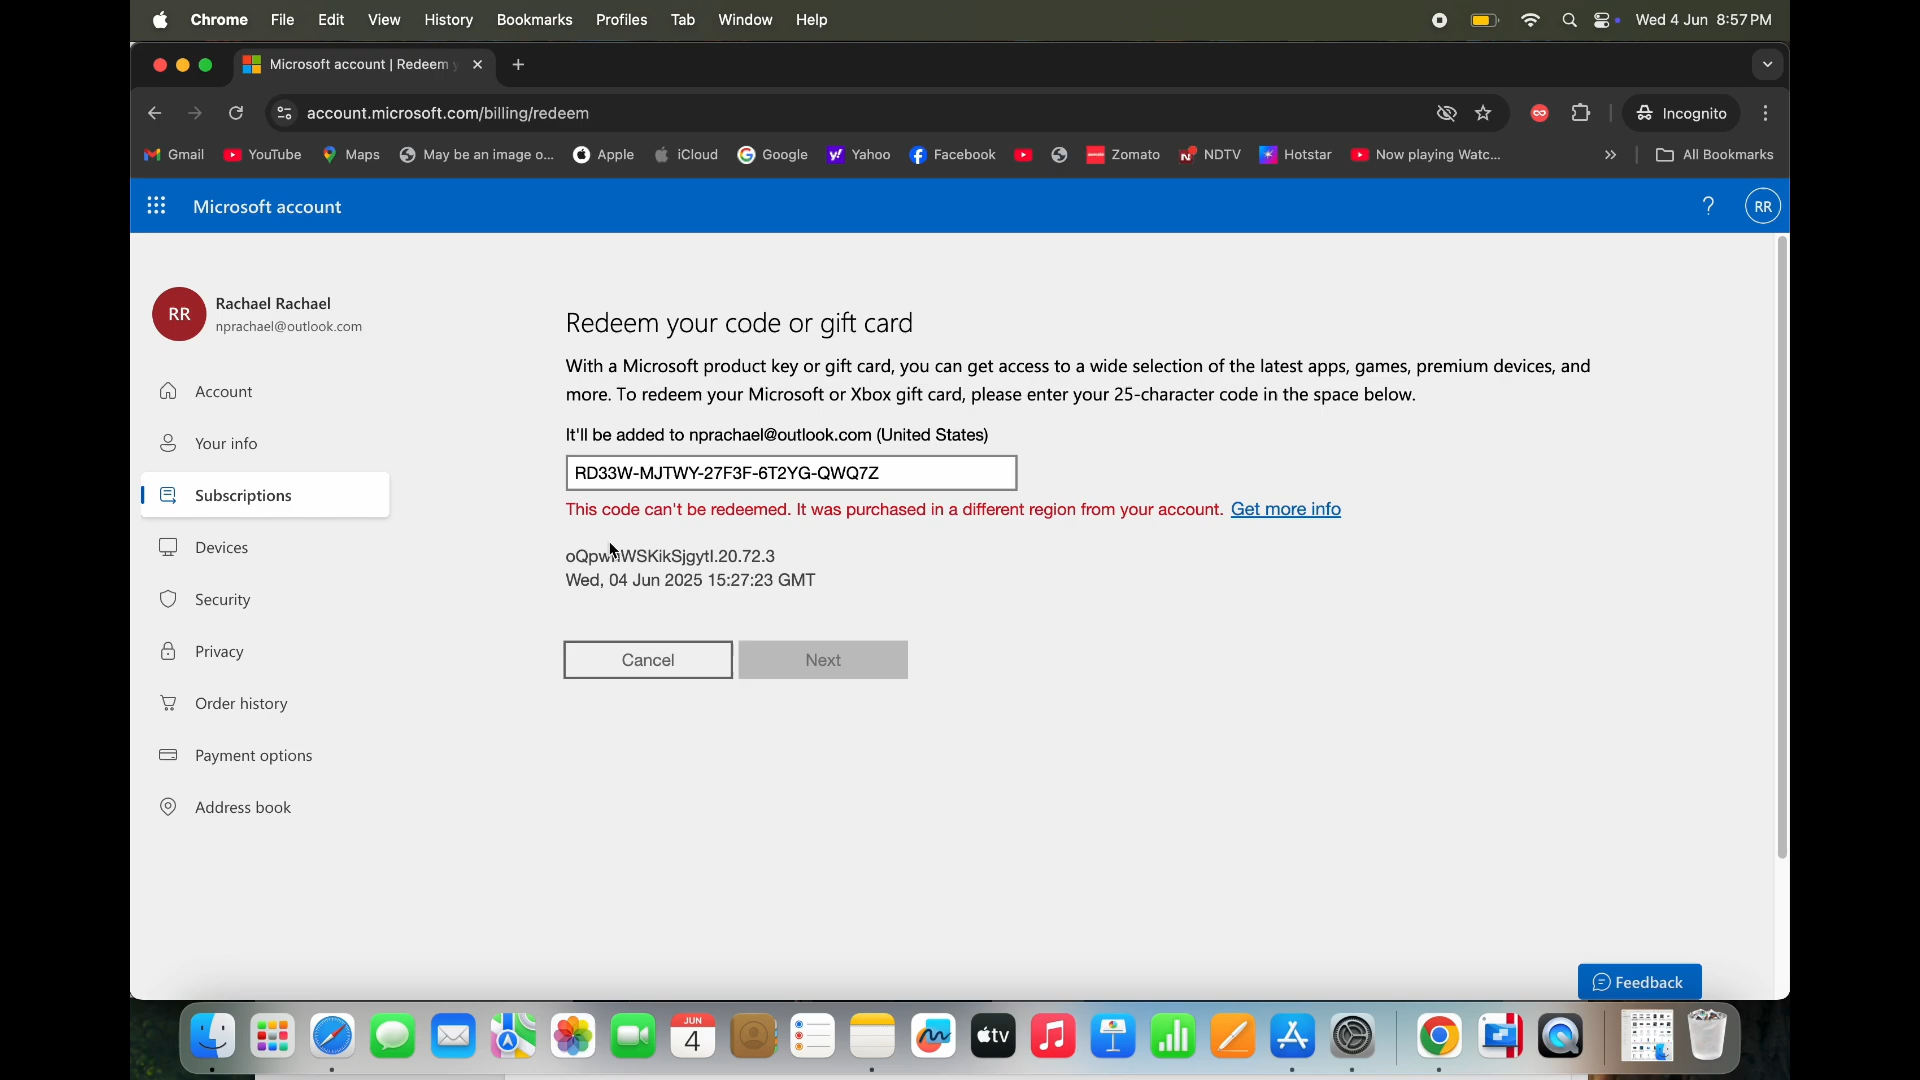 Chrome File Edit View History Bookmarks Profiles Tab Window Help Wed 4 Jun 8:57 PM
Microsoft account | Redeem y
account.microsoft.com/billing/redeem Incognito
Gmail YouTube Maps May be an image o... Apple iCloud Google Yahoo Facebook Zomato NDTV Hotstar Now playing Watc... » All Bookmarks
Microsoft account ? RR
RR Rachael Rachael
nprachael@outlook.com
Account
Your info
Subscriptions
Devices
Security
Privacy
Order history
Payment options
Address book
Redeem your code or gift card
With a Microsoft product key or gift card, you can get access to a wide selection of the latest apps, games, premium devices, and
more. To redeem your Microsoft or Xbox gift card, please enter your 25-character code in the space below.
It'll be added to nprachael@outlook.com (United States)
RD33W-MJTWY-27F3F-6T2YG-QWQ7Z
This code can't be redeemed. It was purchased in a different region from your account. Get more info
Wed, 04 Jun 2025 15:27:23 GMT
Cancel Next
Feedback
JUN
4
tv